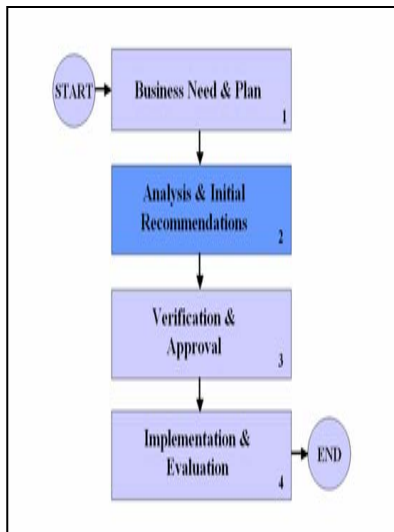 START
Business Need & Plan
1
Analysis & Initial
Recommendations
2
Verification &
Approval
3
Implementation &
Evaluation
4
END